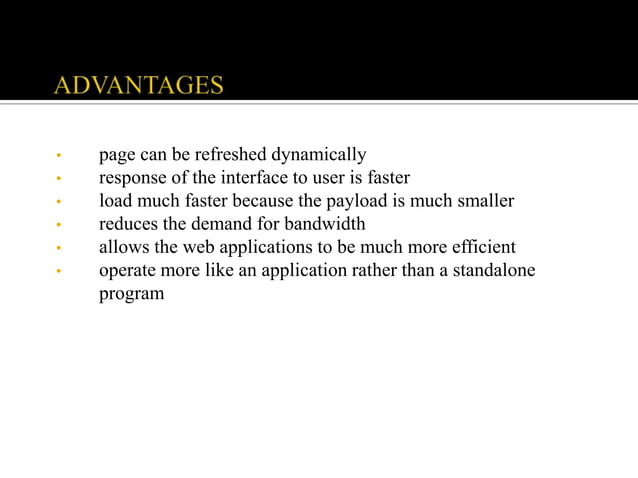 ADVANTAGES
• page can be refreshed dynamically
• response of the interface to user is faster
• load much faster because the payload is much smaller
• reduces the demand for bandwidth
• allows the web applications to be much more efficient
• operate more like an application rather than a standalone
program